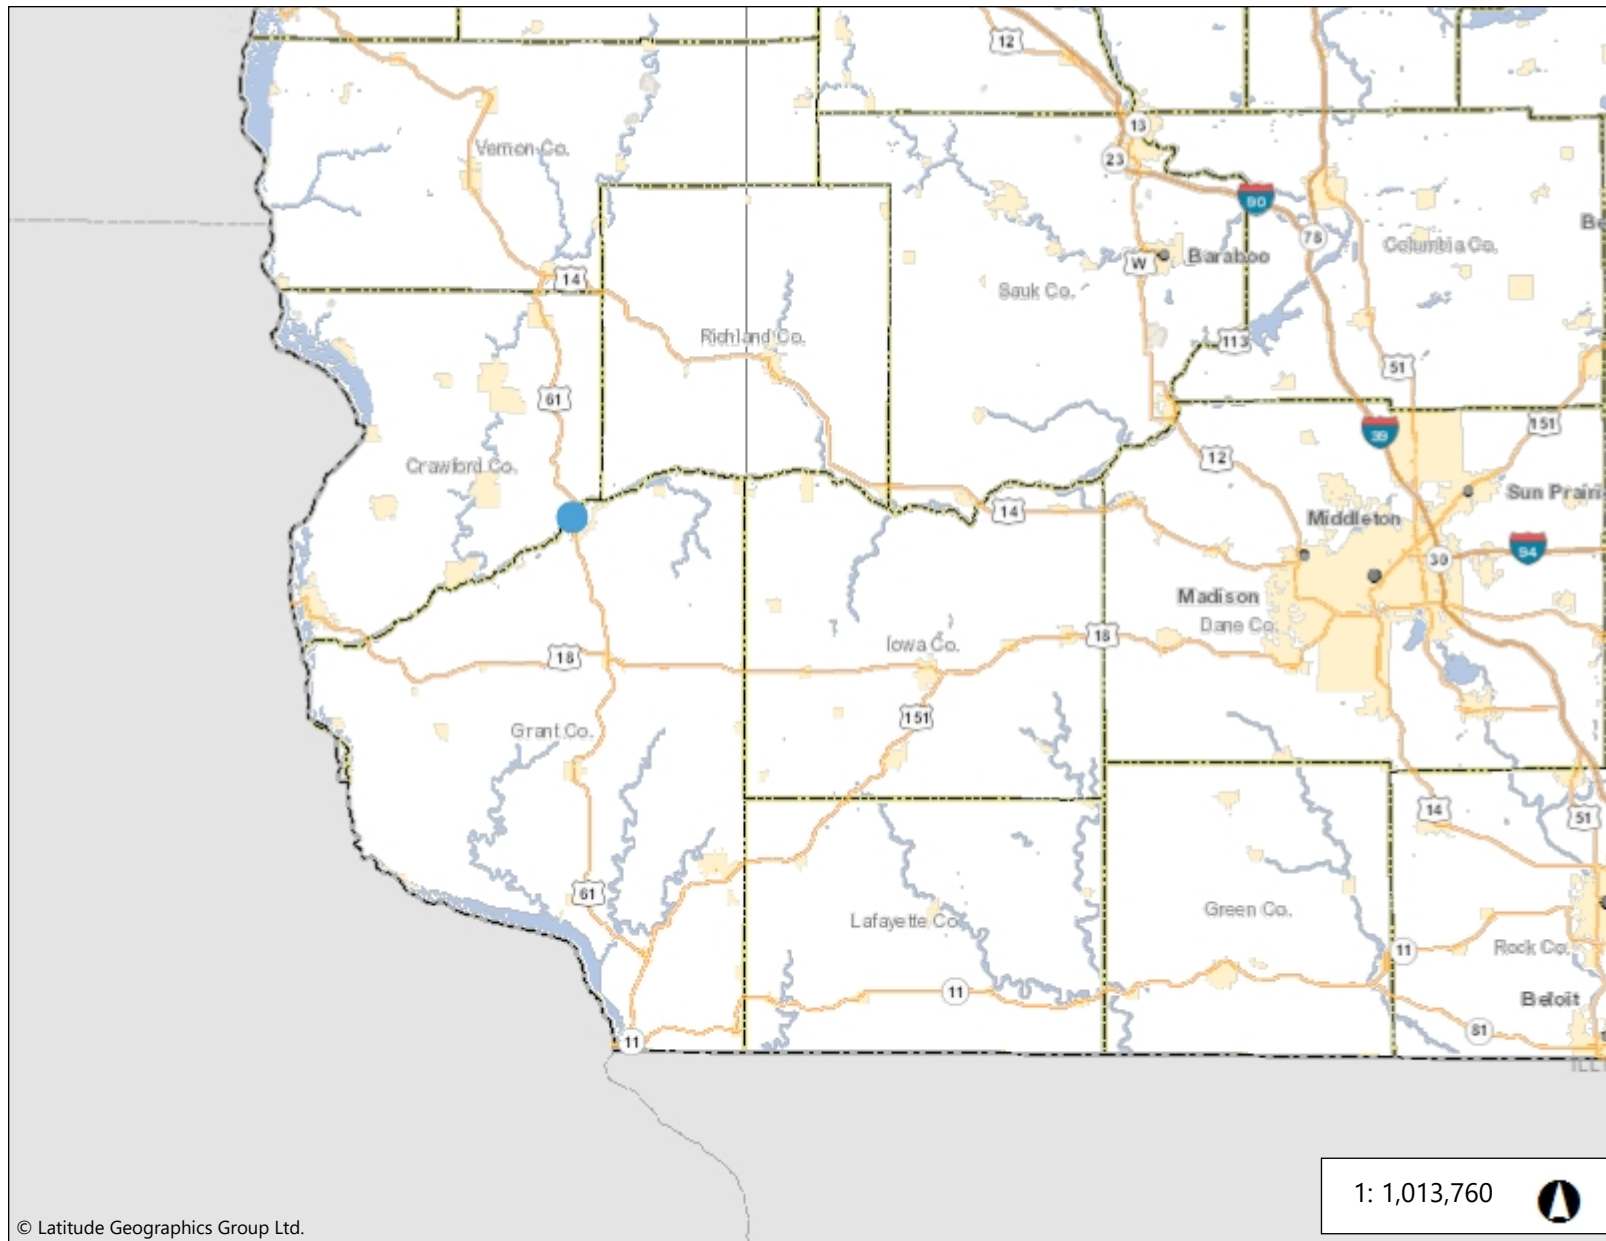 12
13
Vernon Co.
23
90
78
Columbia Co.
W
Baraboo
14
Sauk Co.
Richland Co.
113
51
61
39
151
12
Crawford Co.
Sun Prairi
14
Middleton
94
30
Madison
Dane Co.
18
Iowa Co.
18
151
Grant Co.
14
51
61
Lafayette Co.
Green Co.
11
Rock Co.
11
Beloit
81
11
1: 1,013,760
© Latitude Geographics Group Ltd.